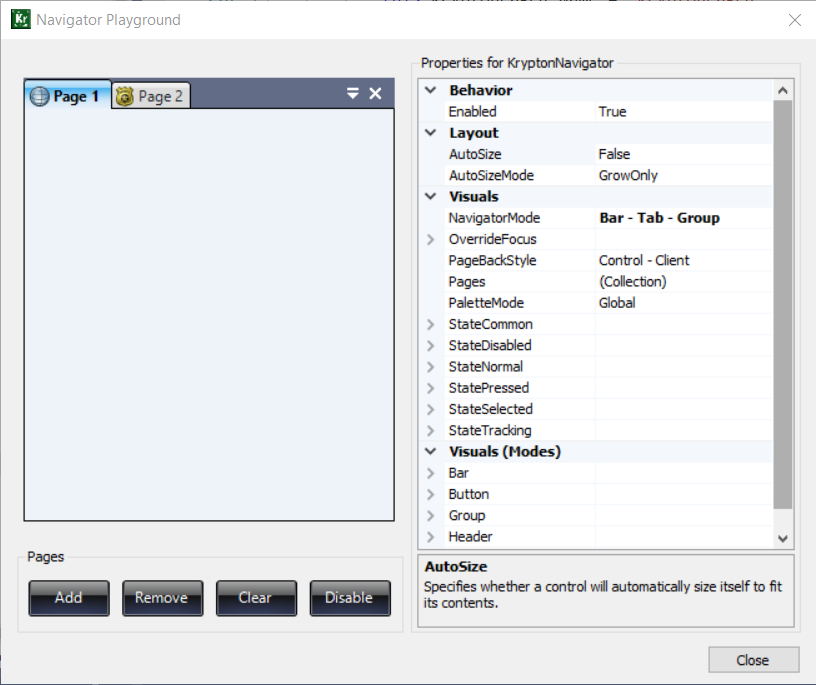 Kr Navigator Playground
Page 1 Page 2
Properties for KryptonNavigator
Behavior
Enabled True
Layout
AutoSize False
AutoSizeMode GrowOnly
Visuals
NavigatorMode Bar - Tab - Group
OverrideFocus
PageBackStyle Control - Client
Pages (Collection)
PaletteMode Global
StateCommon
StateDisabled
StateNormal
StatePressed
StateSelected
StateTracking
Visuals (Modes)
Bar
Button
Group
Header
AutoSize
Specifies whether a control will automatically size itself to fit
its contents.
Pages
Add Remove Clear Disable
Close